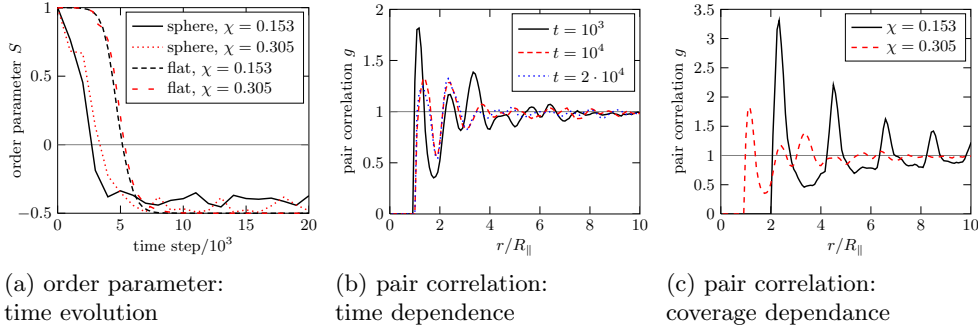 order parameter S
1
0.5
0
−0.5
0
5
10
15
20
time step/10³
sphere, χ = 0.153
sphere, χ = 0.305
flat, χ = 0.153
flat, χ = 0.305
(a) order parameter:
time evolution
pair correlation g
2
1.5
1
0.5
0
0
2
4
6
8
10
r/R∥
t = 10³
t = 10⁴
t = 2 · 10⁴
(b) pair correlation:
time dependence
pair correlation g
3.5
3
2.5
2
1.5
1
0.5
0
0
2
4
6
8
10
r/R∥
χ = 0.153
χ = 0.305
(c) pair correlation:
coverage dependance